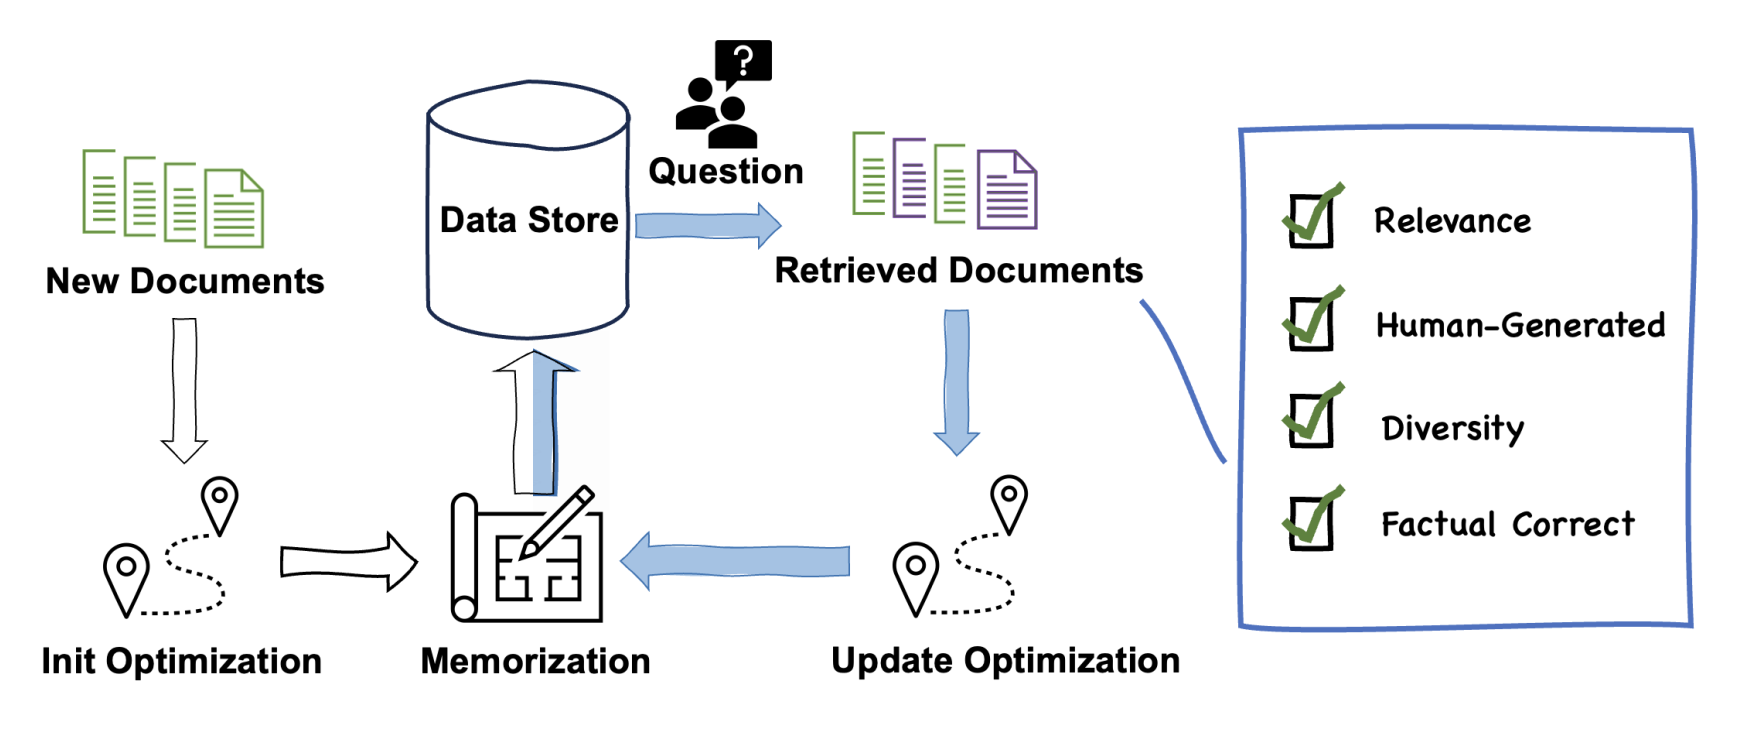 ?
Question
Data Store
New Documents
Retrieved Documents
Init Optimization
Memorization
Update Optimization
Relevance
Human-Generated
Diversity
Factual Correct